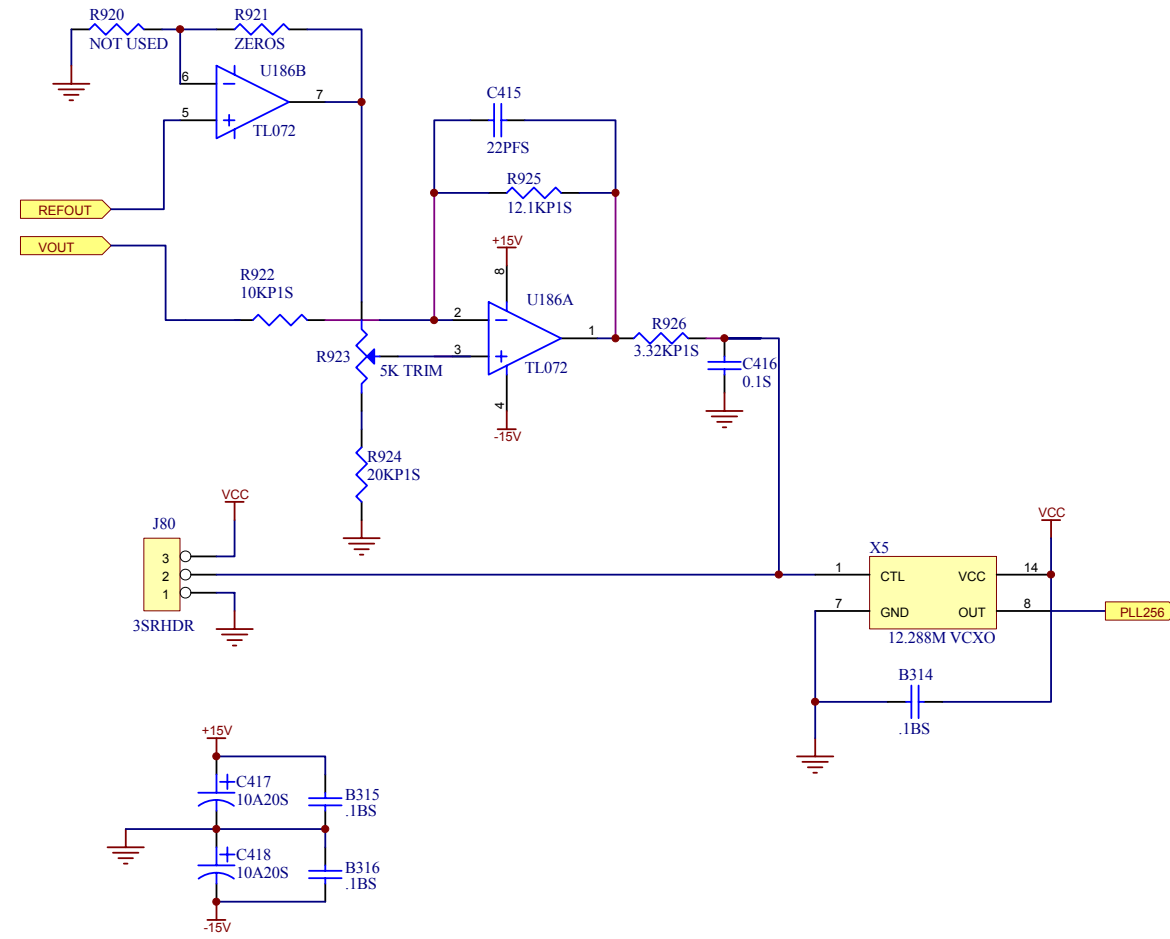 R920
NOT USED
R921
ZEROS
6
5
7
U186B
TL072
C415
22PFS
REFOUT
VOUT
R925
12.1KP1S
R922
10KP1S
+15V
8
U186A
2
3
1
TL072
4
-15V
R923
5K TRIM
R926
3.32KP1S
C416
0.1S
R924
20KP1S
VCC
J80
3
2
1
3SRHDR
VCC
X5
1
CTL
VCC
14
7
GND
OUT
8
PLL256
12.288M VCXO
B314
.1BS
+15V
C417
10A20S
B315
.1BS
C418
10A20S
B316
.1BS
-15V